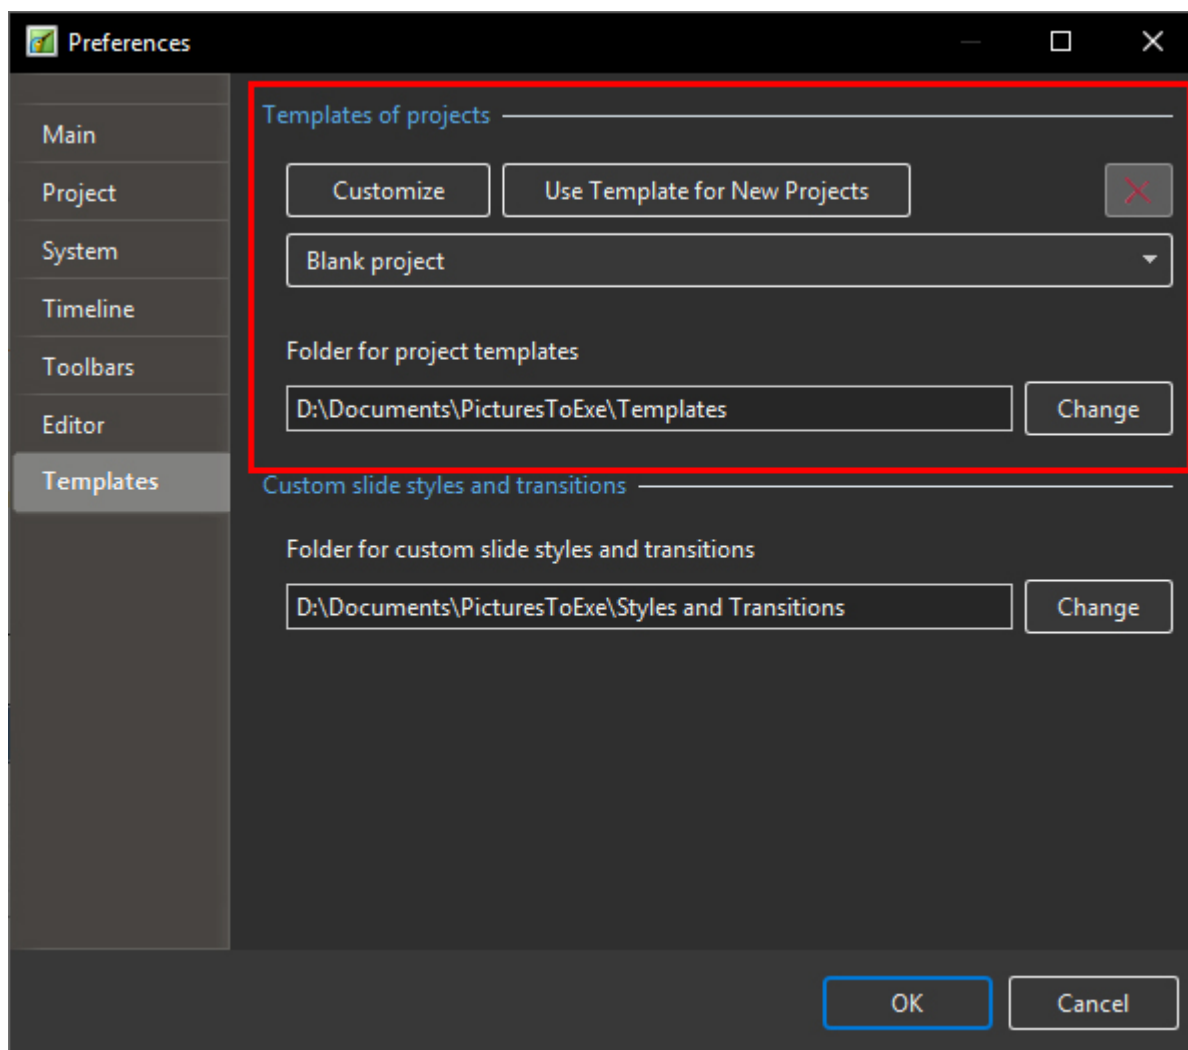 Preferences
Main
Project
System
Timeline
Toolbars
Editor
Templates
Templates of projects
Customize
Use Template for New Projects
Blank project
Folder for project templates
D:\Documents\PicturesToExe\Templates
Change
Custom slide styles and transitions
Folder for custom slide styles and transitions
D:\Documents\PicturesToExe\Styles and Transitions
Change
OK
Cancel